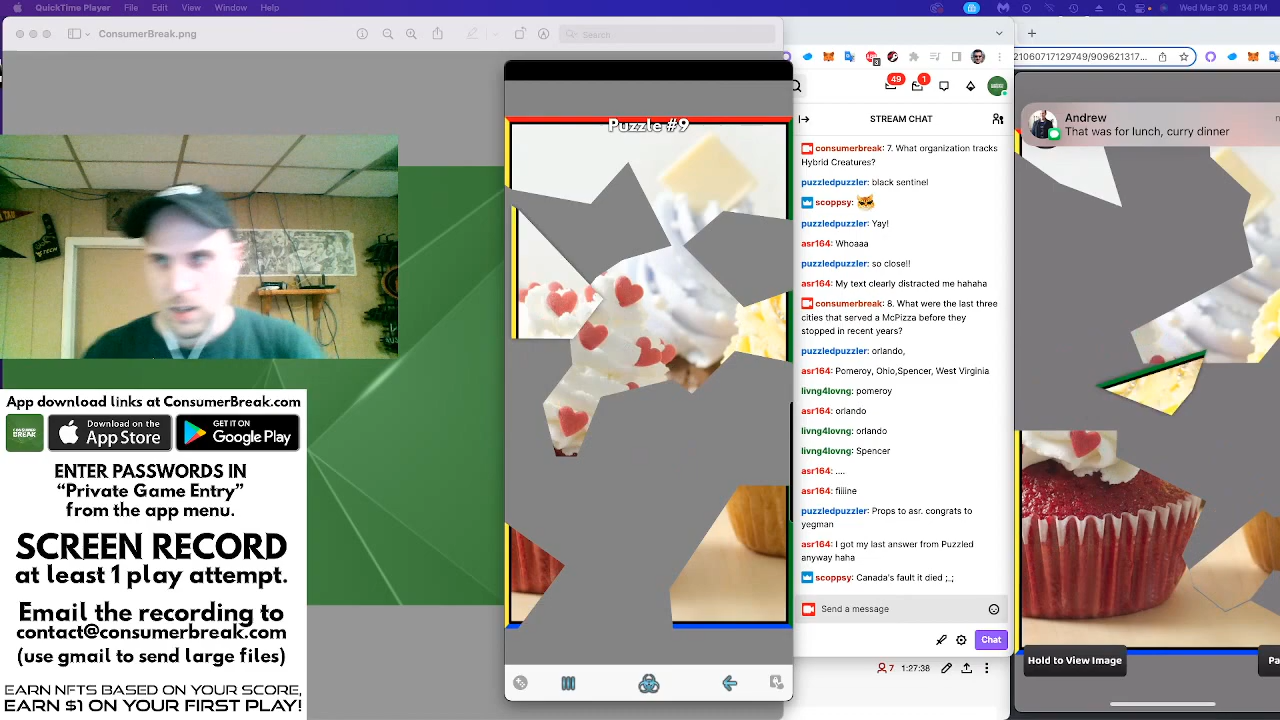 QuickTime Player File Edit View Window Help
Wed Mar 30 8:34 PM
ConsumerBreak.png
Search
21060717129749/909621317...
49
1
3
STREAM CHAT
Puzzle #9
Andrew
That was for lunch, curry dinner
consumerbreak: 7. What organization tracks
Hybrid Creatures?
puzzledpuzzler: black sentinel
scoppsy:
puzzledpuzzler: Yay!
asr164: Whoaaa
puzzledpuzzler: so close!!
asr164: My text clearly distracted me hahaha
consumerbreak: 8. What were the last three
cities that served a McPizza before they
stopped in recent years?
puzzledpuzzler: orlando,
asr164: Pomeroy, Ohio,Spencer, West Virginia
livng4lovng: pomeroy
asr164: orlando
livng4lovng: orlando
livng4lovng: Spencer
asr164: ....
asr164: fiiiine
puzzledpuzzler: Props to asr. congrats to
yegman
asr164: I got my last answer from Puzzled
anyway haha
scoppsy: Canada's fault it died ;_;
Send a message
Chat
7 1:27:38
Hold to View Image
Pa
App download links at ConsumerBreak.com
CONSUMER
BREAK
Download on the
AppStore
GET IT ON
Google Play
ENTER PASSWORDS IN
“Private Game Entry”
from the app menu.
SCREEN RECORD
at least 1 play attempt.
Email the recording to
contact@consumerbreak.com
(use gmail to send large files)
EARN NFTS BASED ON YOUR SCORE,
EARN $1 ON YOUR FIRST PLAY!